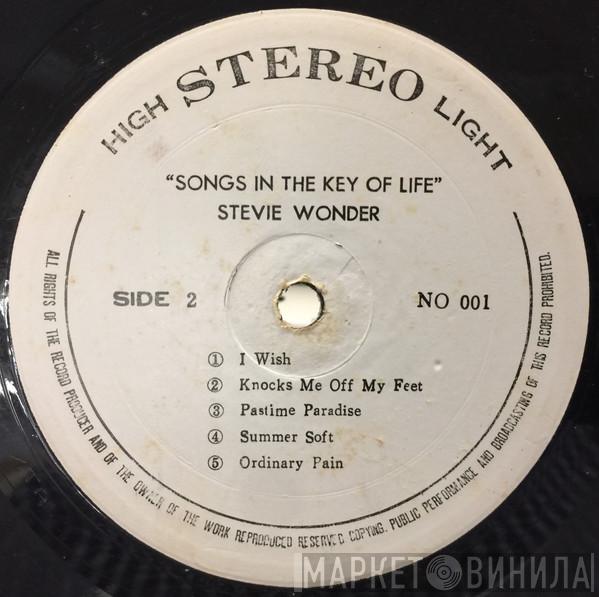 HIGH STEREO LIGHT
"SONGS IN THE KEY OF LIFE"
STEVIE WONDER
SIDE 2
NO 001
① I Wish
② Knocks Me Off My Feet
③ Pastime Paradise
④ Summer Soft
⑤ Ordinary Pain
ALL RIGHTS OF THE RECORD PRODUCER AND OF THE OWNER OF THE WORK REPRODUCED RESERVED COPYING. PUBLIC PERFORMANCE AND BROADCASTING OF THIS RECORD PROHIBITED.
МАРКЕТ ВИНИЛА